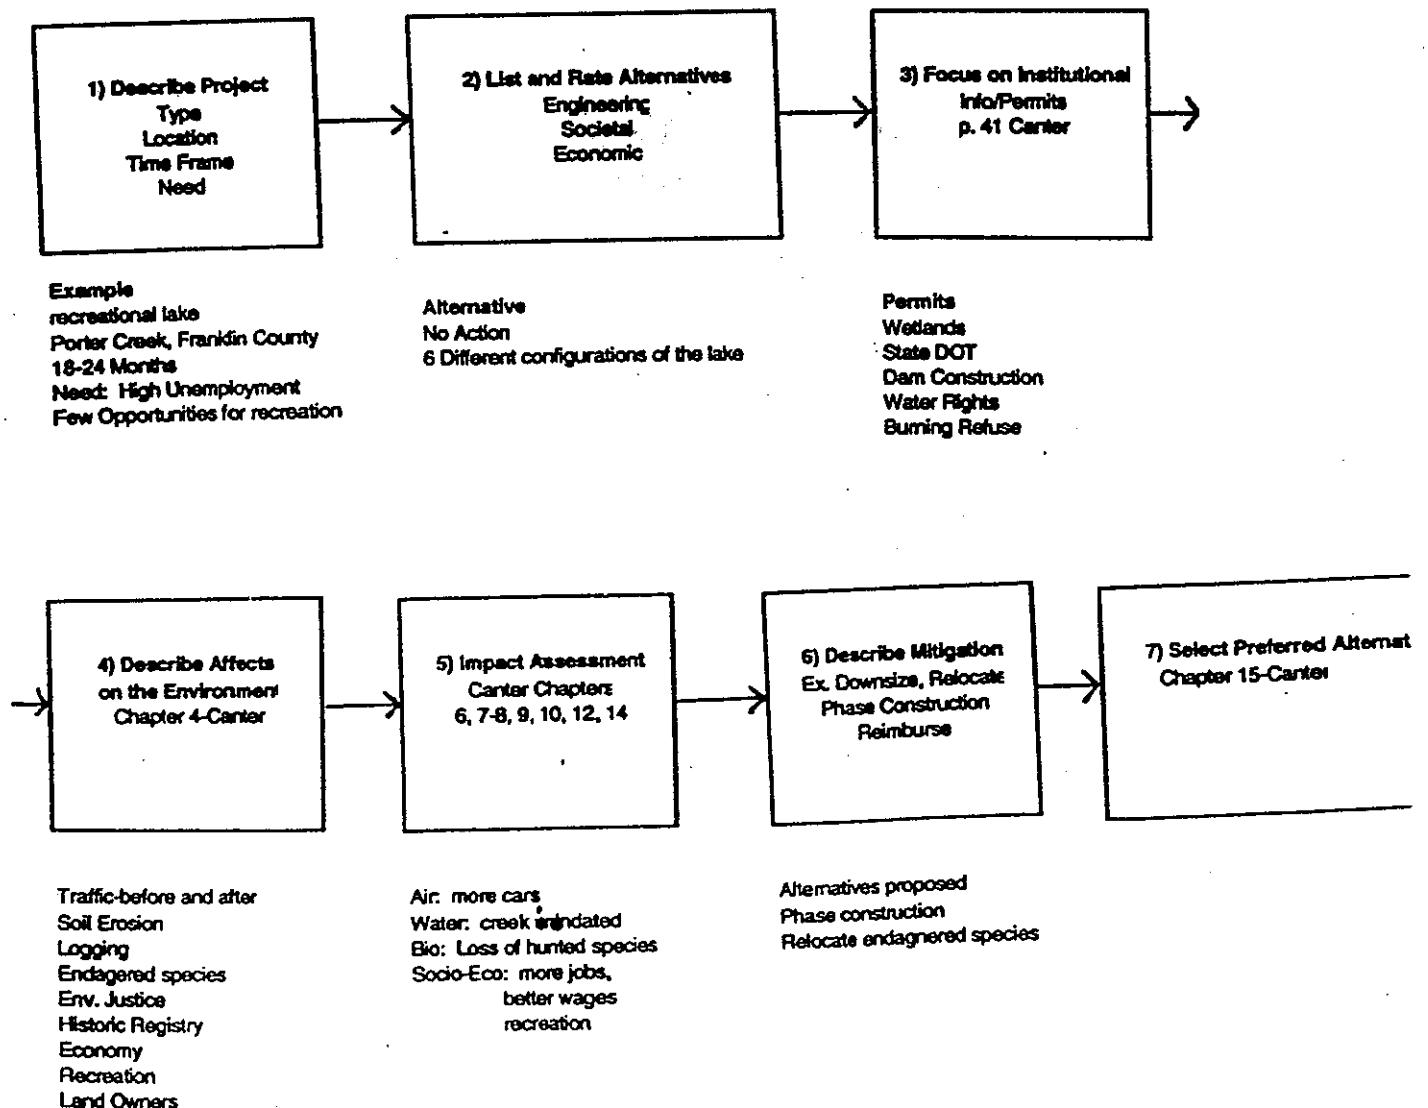 1) Describe Project
Type
Location
Time Frame
Need
2) List and Rate Alternatives
Engineering
Societal
Economic
3) Focus on Institutional
Info/Permits
p. 41 Canter
Example
recreational lake
Porter Creek, Franklin County
18-24 Months
Need: High Unemployment
Few Opportunities for recreation
Alternative
No Action
6 Different configurations of the lake
Permits
Wetlands
State DOT
Dam Construction
Water Rights
Burning Refuse
4) Describe Affects
on the Environment
Chapter 4-Canter
5) Impact Assessment
Canter Chapters
6, 7-8, 9, 10, 12, 14
6) Describe Mitigation
Ex. Downsize, Relocate
Phase Construction
Reimburse
7) Select Preferred Alternat
Chapter 15-Canter
Traffic-before and after
Soil Erosion
Logging
Endagered species
Env. Justice
Historic Registry
Economy
Recreation
Land Owners
Air: more cars
Water: creek
Bio: Loss of hunted species
Socio-Eco: more jobs,
better wages
recreation
Alternatives proposed
Phase construction
Relocate endagnered species